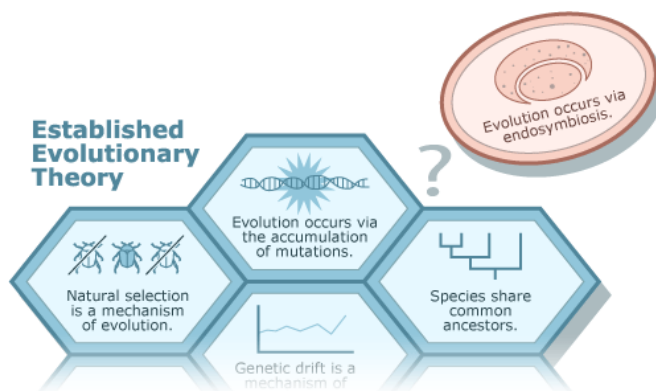 Established
Evolutionary
Theory
Evolution occurs via
endosymbiosis.
?
Evolution occurs via
the accumulation
of mutations.
Natural selection
is a mechanism
of evolution.
Species share
common
ancestors.
Genetic drift is a
mechanism of